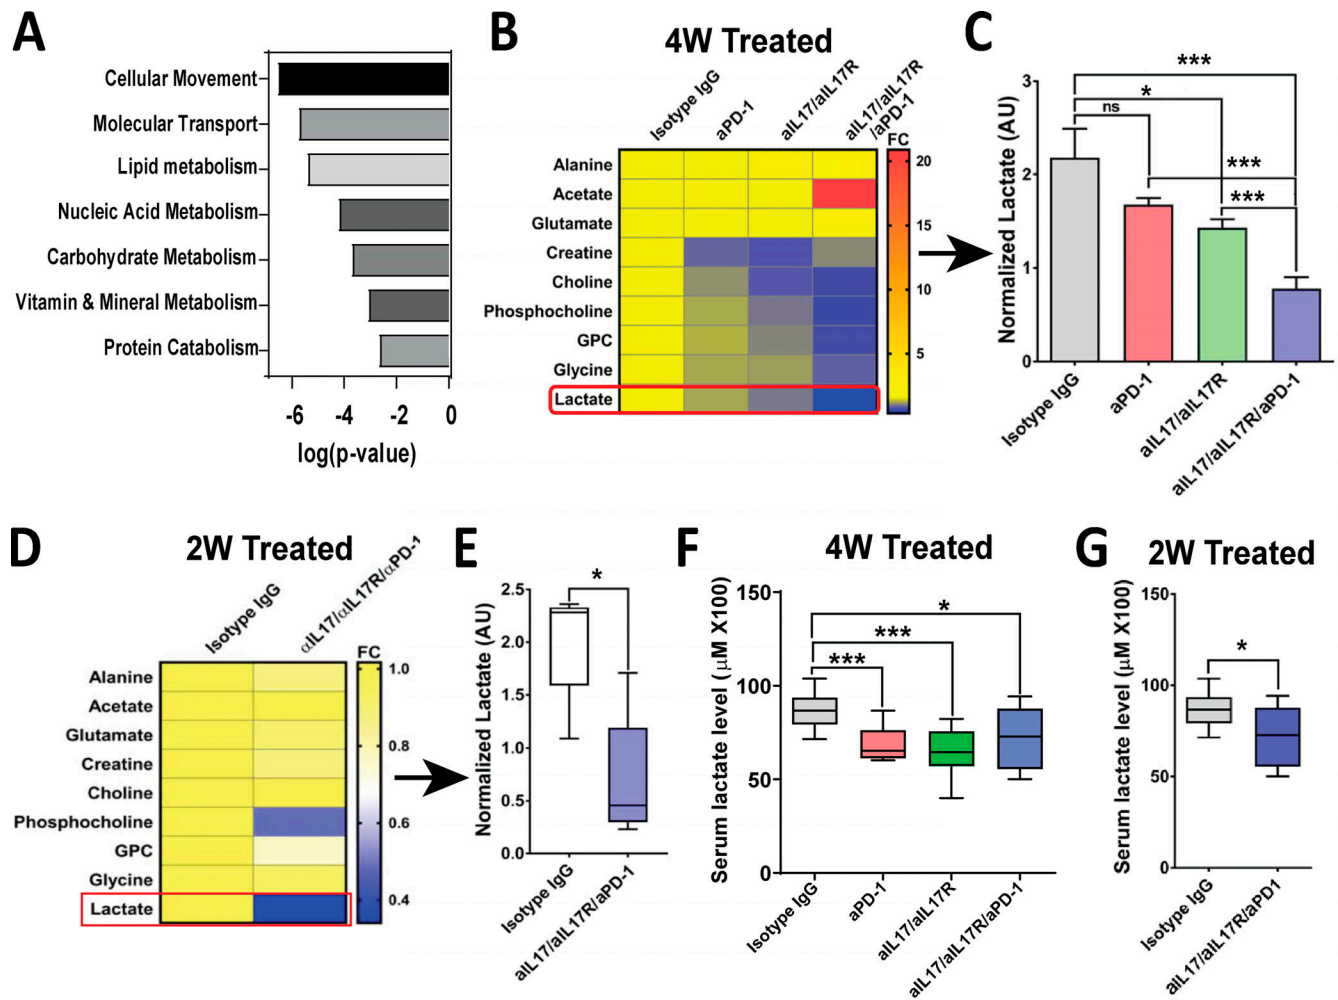 A
Cellular Movement
Molecular Transport
Lipid metabolism
Nucleic Acid Metabolism
Carbohydrate Metabolism
Vitamin & Mineral Metabolism
Protein Catabolism
-6 -4 -2 0
log(p-value)
B
4W Treated
Isotype IgG
aPD-1
aIL17/aIL17R
aIL17/aIL17R
/aPD-1
FC
Alanine
Acetate
Glutamate
Creatine
Choline
Phosphocholine
GPC
Glycine
Lactate
20
15
10
5
C
Normalized Lactate (AU)
3
2
1
0
***
*
ns
***
***
Isotype IgG
aPD-1
aIL17/aIL17R
aIL17/aIL17R/aPD-1
D
2W Treated
Isotype IgG
αIL17/αIL17R/αPD-1
FC
Alanine
Acetate
Glutamate
Creatine
Choline
Phosphocholine
GPC
Glycine
Lactate
1.0
0.8
0.6
0.4
E
Normalized Lactate (AU)
2.5
2.0
1.5
1.0
0.5
0.0
*
Isotype IgG
aIL17/aIL17R/aPD-1
F
4W Treated
Serum lactate level (μM X100)
150
100
50
0
*
***
***
Isotype IgG
aPD-1
aIL17/aIL17R
aIL17/aIL17R/aPD-1
G
2W Treated
Serum lactate level (μM X100)
150
100
50
0
*
Isotype IgG
aIL17/aIL17R/aPD1